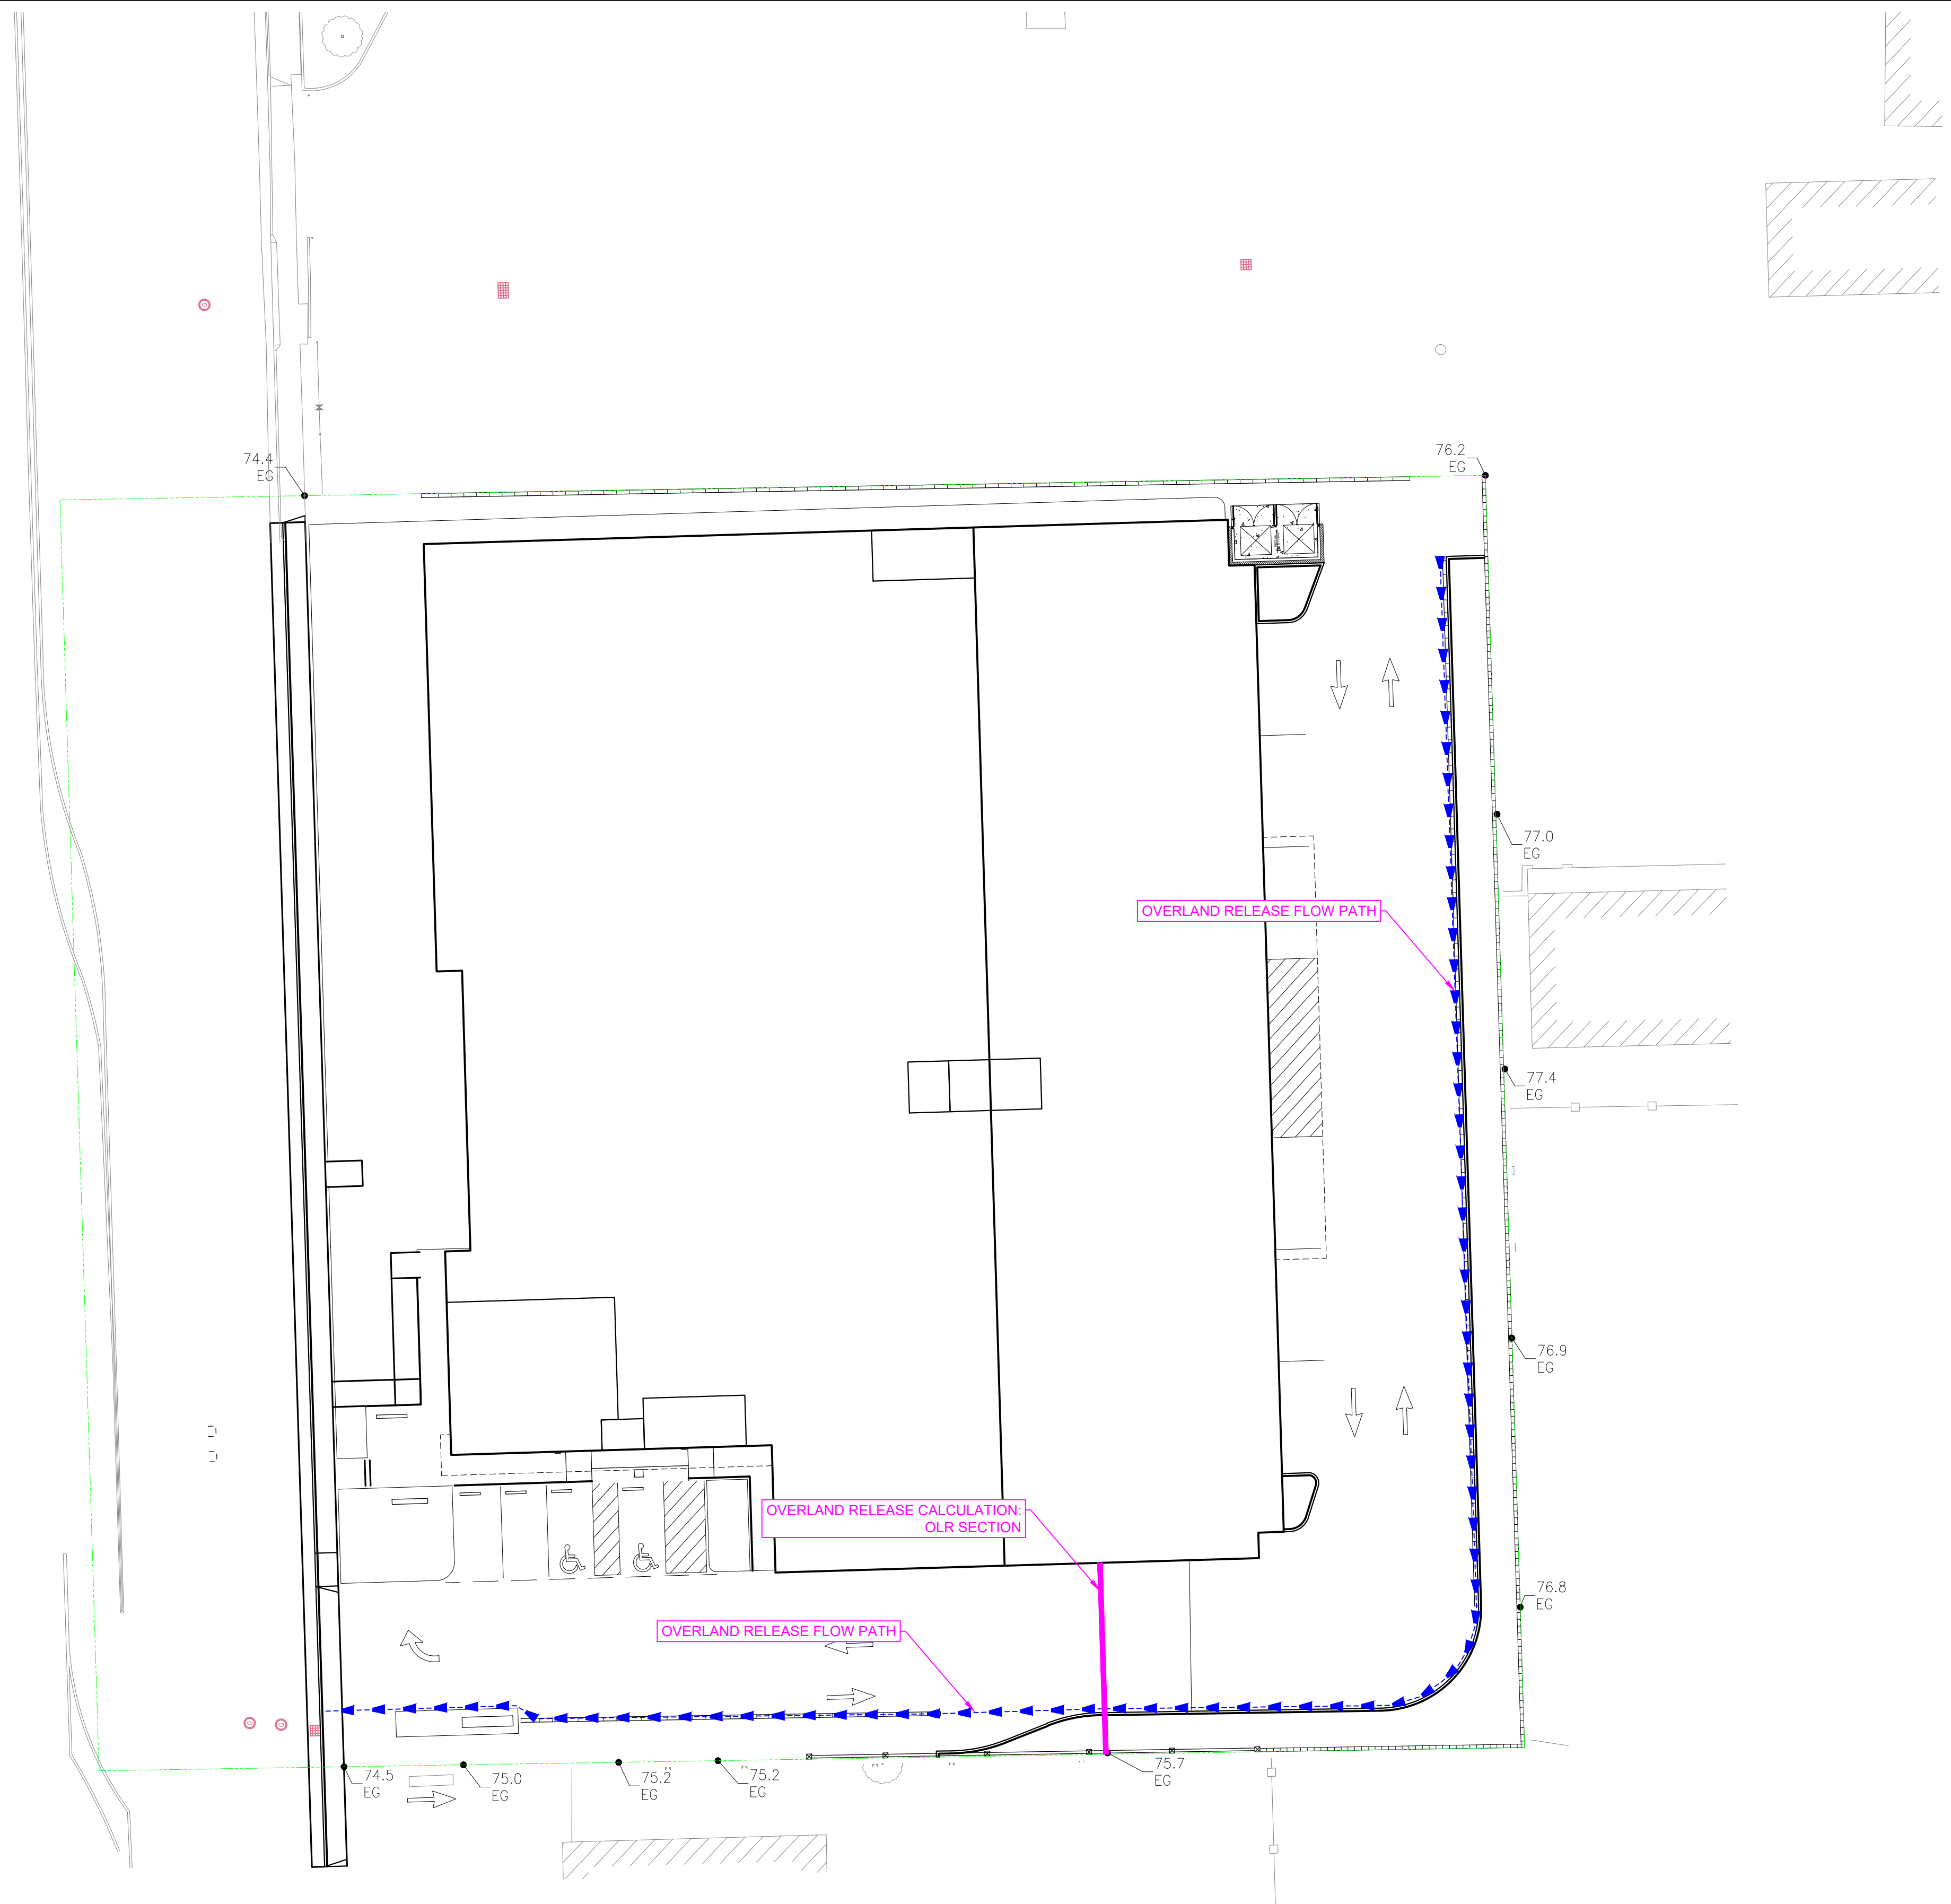 74.4
EG
76.2
EG
77.0
EG
OVERLAND RELEASE FLOW PATH
77.4
EG
76.9
EG
OVERLAND RELEASE CALCULATION:
OLR SECTION
76.8
EG
OVERLAND RELEASE FLOW PATH
74.5
EG
75.0
EG
75.2
EG
75.2
EG
75.7
EG